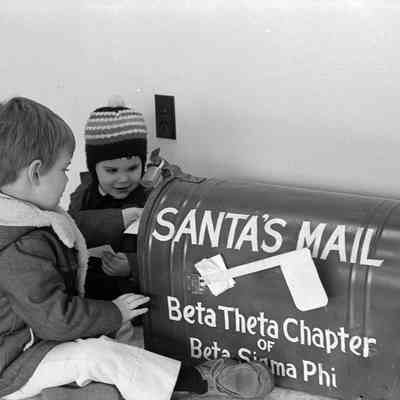 SANTA'S MAIL
Beta Theta Chapter
OF
Beta Sigma Phi